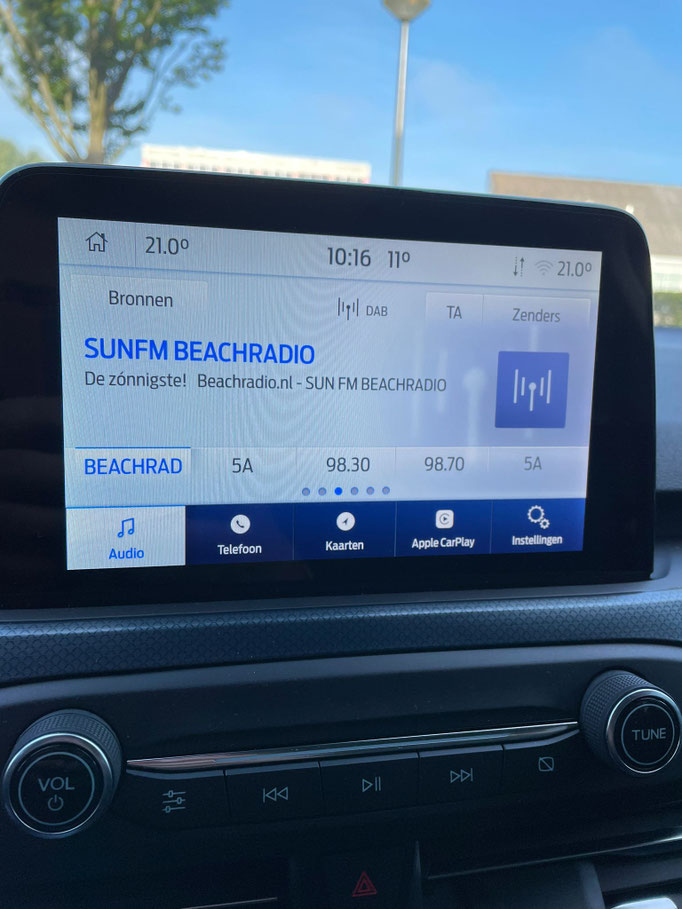 21.0° 10:16 11° 21.0°
Bronnen DAB TA Zenders
SUNFM BEACHRADIO
De zónnigste! Beachradio.nl - SUN FM BEACHRADIO
BEACHRAD 5A 98.30 98.70 5A
Audio Telefoon Kaarten Apple CarPlay Instellingen
VOL TUNE